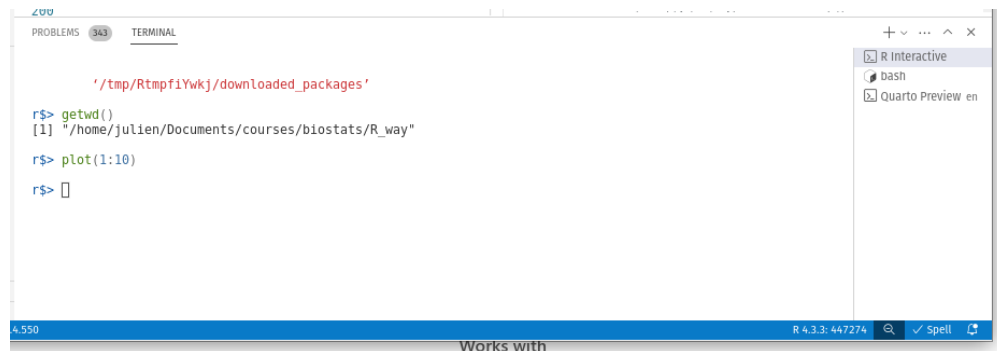 200
PROBLEMS 343 TERMINAL
‘/tmp/RtmpfiYwkj/downloaded_packages’
r$> getwd()
[1] "/home/julien/Documents/courses/biostats/R_way"
r$> plot(1:10)
r$>
R Interactive
bash
Quarto Preview en
4.550
R 4.3.3: 447274
Spell
Works with